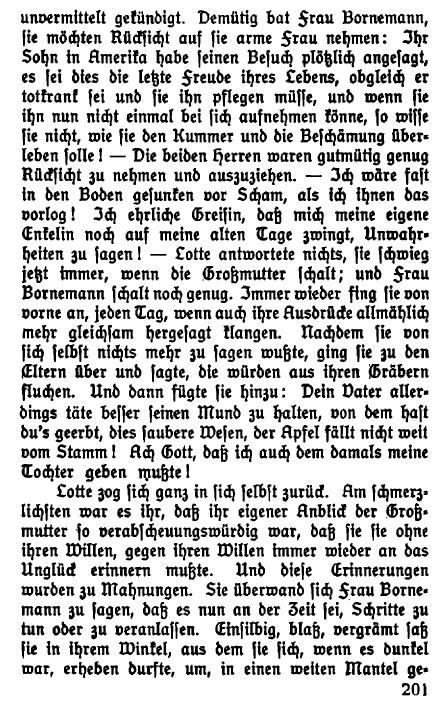 unvermittelt gekündigt. Demütig bat Frau Bornemann,
sie möchten Rücksicht auf sie arme Frau nehmen: Ihr
Sohn in Amerika habe seinen Besuch plötzlich angesagt,
es sei dies die letzte Freude ihres Lebens, obgleich er
totkrank sei und sie ihn pflegen müsse, und wenn sie
ihn nun nicht einmal bei sich aufnehmen könne, so wisse
sie nicht, wie sie den Kummer und die Beschämung über-
leben solle! — Die beiden Herren waren gutmütig genug
Rücksicht zu nehmen und auszuziehen. — Ich wäre fast
in den Boden gesunken vor Scham, als ich ihnen das
vorlog! Ich ehrliche Greisin, daß mich meine eigene
Enkelin noch auf meine alten Tage zwingt, Unwahr-
heiten zu sagen! — Lotte antwortete nichts, sie schwieg
jetzt immer, wenn die Großmutter schalt; und Frau
Bornemann schalt noch genug. Immer wieder fing sie von
vorne an, jeden Tag, wenn auch ihre Ausdrücke allmählich
mehr gleichsam hergesagt klangen. Nachdem sie von
sich selbst nichts mehr zu sagen wußte, ging sie zu den
Eltern über und sagte, die würden aus ihren Gräbern
fluchen. Und dann fügte sie hinzu: Dein Vater aller-
dings täte besser seinen Mund zu halten, von dem hast
du's geerbt, dies saubere Wesen, der Apfel fällt nicht weit
vom Stamm! Ach Gott, daß ich auch dem damals meine
Tochter geben mußte!
Lotte zog sich ganz in sich selbst zurück. Am schmerz-
lichsten war es ihr, daß ihr eigener Anblick der Groß-
mutter so verabscheuungswürdig war, daß sie sie ohne
ihren Willen, gegen ihren Willen immer wieder an das
Unglück erinnern mußte. Und diese Erinnerungen
wurden zu Mahnungen. Sie überwand sich Frau Borne-
mann zu sagen, daß es nun an der Zeit sei, Schritte zu
tun oder zu veranlassen. Einsilbig, blaß, vergrämt saß
sie in ihrem Winkel, aus dem sie sich, wenn es dunkel
war, erheben durfte, um, in einen weiten Mantel ge-
201